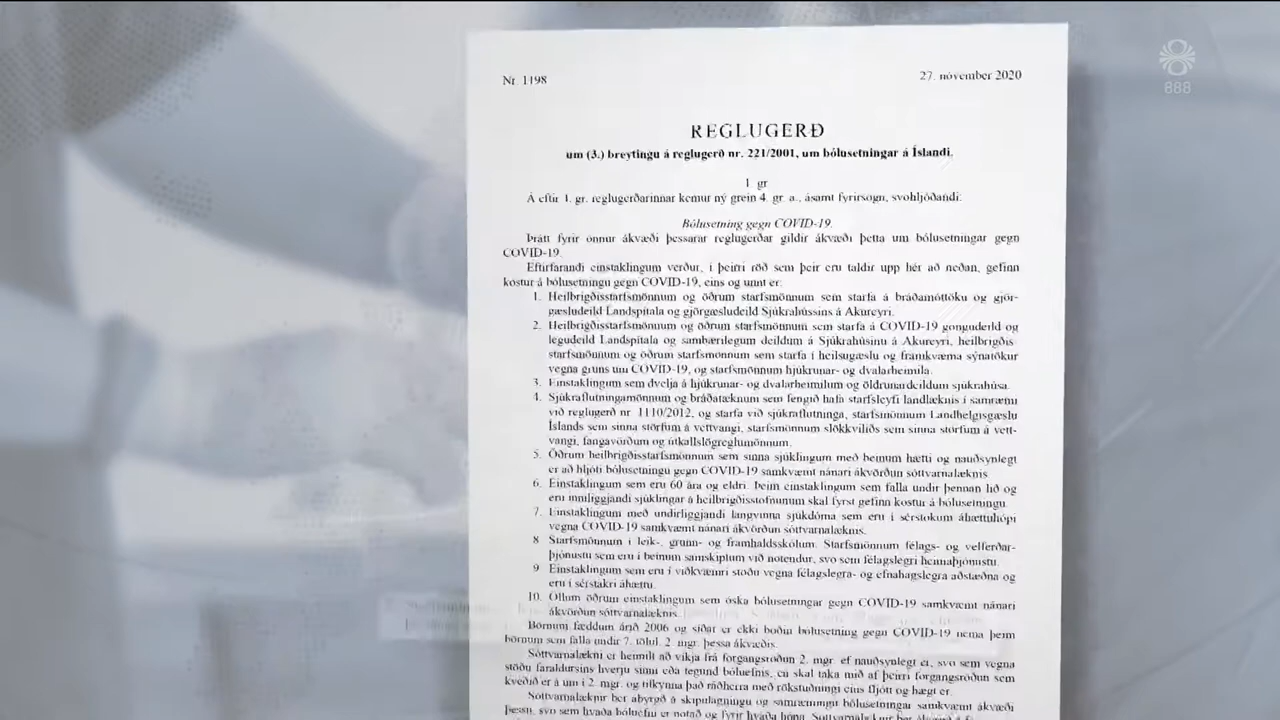 Nr. 1198
27. nóvember 2020
888
REGLUGERÐ
um (3.) breytingu á reglugerð nr. 221/2001, um bólusetningar á Íslandi.
1. gr.
Á eftir 1. gr. reglugerðarinnar kemur ný grein 4. gr. a., ásamt fyrirsögn, svohljóðandi:
Bólusetning gegn COVID-19.
Þrátt fyrir önnur ákvæði þessarar reglugerðar gildir ákvæði þetta um bólusetningar gegn
COVID-19.
Eftirfarandi einstaklingum verður, í þeirri röð sem þeir eru taldir upp hér að neðan, gefinn
kostur á bólusetningu gegn COVID-19, eins og unnt er:
1. Heilbrigðisstarfsmönnum og öðrum starfsmönnum sem starfa á bráðamóttöku og gjör-
gæsludeild Landspítala og gjörgæsludeild Sjúkrahússins á Akureyri.
2. Heilbrigðisstarfsmönnum og öðrum starfsmönnum sem starfa á COVID-19 göngudeild og
legudeild Landspítala og sambærilegum deildum á Sjúkrahúsinu á Akureyri, heilbrigðis-
starfsmönnum og öðrum starfsmönnum sem starfa í heilsugæslu og framkvæma sýnatökur
vegna gruns um COVID-19, og starfsmönnum hjúkrunar- og dvalarheimila.
3. Einstaklingum sem dvelja á hjúkrunar- og dvalarheimilum og öldrunardeildum sjúkrahúsa.
4. Sjúkraflutningamönnum og bráðatæknum sem fengið hafa starfsleyfi landlæknis í samræmi
við reglugerð nr. 1110/2012, og starfa við sjúkraflutninga, starfsmönnum Landhelgisgæslu
Íslands sem sinna störfum á vettvangi, starfsmönnum slökkviliðs sem sinna störfum á vett-
vangi, fangavörðum og útkallslögreglumönnum.
5. Öðrum heilbrigðisstarfsmönnum sem sinna sjúklingum með beinum hætti og nauðsynlegt
er að hljóti bólusetningu gegn COVID-19 samkvæmt nánari ákvörðun sóttvarnalæknis.
6. Einstaklingum sem eru 60 ára og eldri. Þeim einstaklingum sem falla undir þennan lið og
eru inniliggjandi sjúklingar á heilbrigðisstofnunum skal fyrst gefinn kostur á bólusetningu.
7. Einstaklingum með undirliggjandi langvinna sjúkdóma sem eru í sérstökum áhættuhópi
vegna COVID-19 samkvæmt nánari ákvörðun sóttvarnalæknis.
8. Starfsmönnum í leik-, grunn- og framhaldsskólum. Starfsmönnum félags- og velferðar-
þjónustu sem eru í beinum samskiptum við notendur, svo sem félagslegri heimaþjónustu.
9. Einstaklingum sem eru í viðkvæmri stöðu vegna félagslegra- og efnahagslegra aðstæðna og
eru í sérstakri áhættu.
10. Öllum öðrum einstaklingum sem óska bólusetningar gegn COVID-19 samkvæmt nánari
ákvörðun sóttvarnalæknis.
Börnum fæddum árið 2006 og síðar er ekki boðin bólusetning gegn COVID-19 nema þeim
börnum sem falla undir 7. tölul. 2. mgr. þessa ákvæðis.
Sóttvarnalækni er heimilt að víkja frá forgangsröðun 2. mgr. ef nauðsynlegt er, svo sem vegna
stöðu faraldursins hverju sinni eða tegund bóluefnis, en skal taka mið af þeirri forgangsröðun sem
kveðið er á um í 2. mgr. og tilkynna það ráðherra með rökstuðningi eins fljótt og hægt er.
Sóttvarnalæknir ber ábyrgð á skipulagningu og samræmingu bólusetningar samkvæmt ákvæði
þessu, svo sem hvaða bóluefni er notað og fyrir hvaða hópa. Sóttvarnalæknir ber ábyrgð á